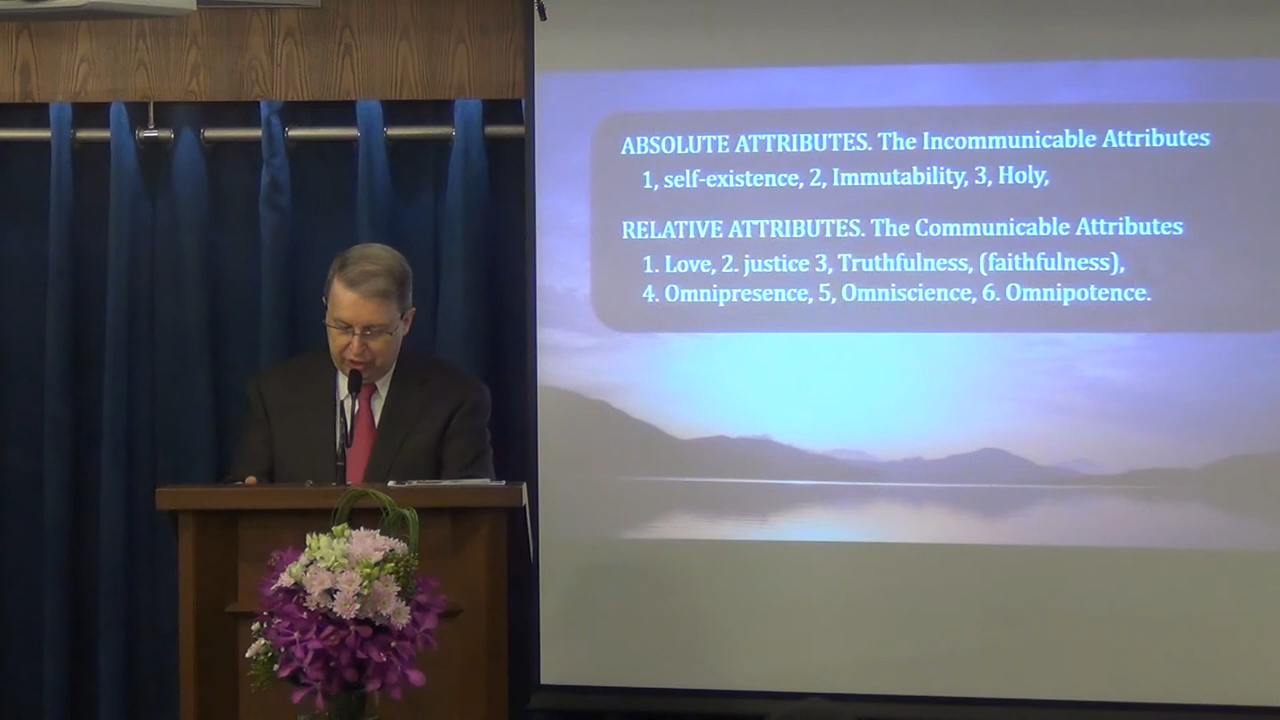 ABSOLUTE ATTRIBUTES. The Incommunicable Attributes
1, self-existence, 2, Immutability, 3, Holy,
RELATIVE ATTRIBUTES. The Communicable Attributes
1. Love, 2. justice 3, Truthfulness, (faithfulness),
4. Omnipresence, 5, Omniscience, 6. Omnipotence.